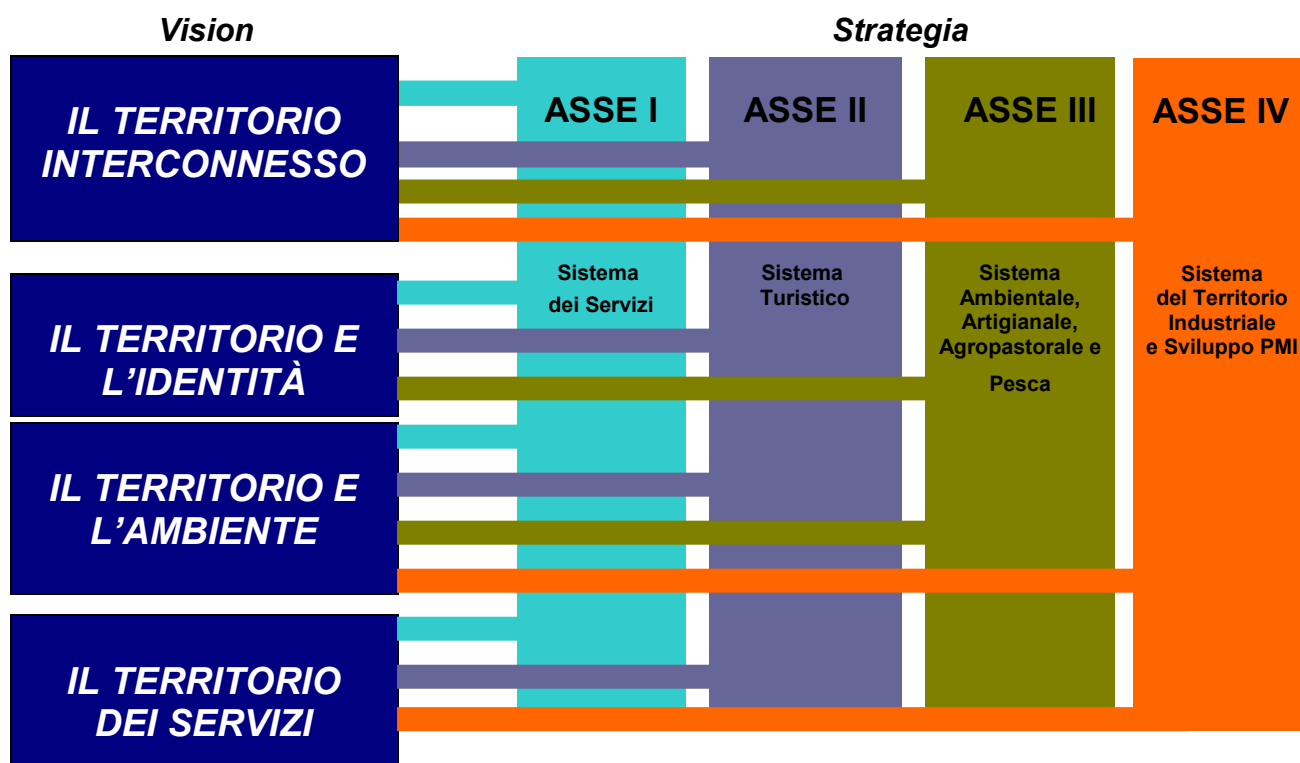 Vision
Strategia
IL TERRITORIO
INTERCONNESSO
ASSE I
ASSE II
ASSE III
ASSE IV
Sistema
dei Servizi
Sistema
Turistico
Sistema
Ambientale,
Artigianale,
Agropastorale e
Pesca
Sistema
del Territorio
Industriale
e Sviluppo PMI
IL TERRITORIO E
L’IDENTITÀ
IL TERRITORIO E
L’AMBIENTE
IL TERRITORIO
DEI SERVIZI